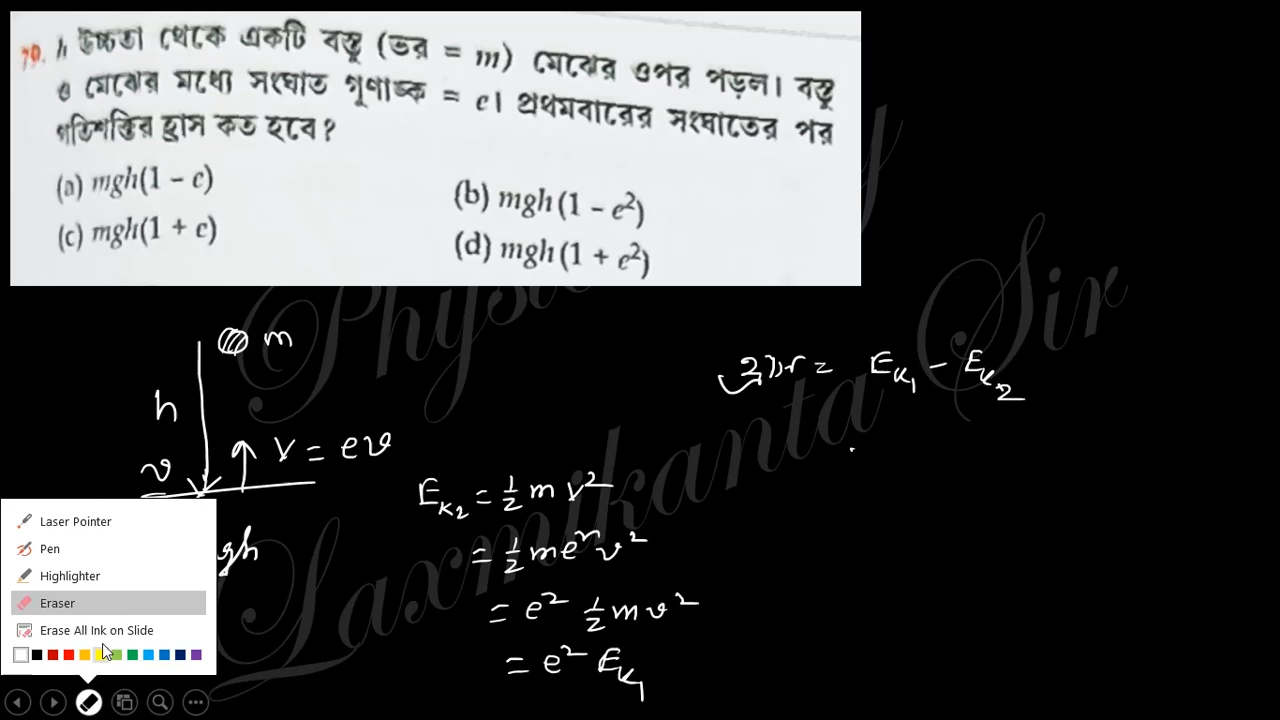 79. h উচ্চতা থেকে একটি বস্তু (ভর = m) মেঝের ওপর পড়ল। বস্তু
ও মেঝের মধ্যে সংঘাত গুণাঙ্ক = e। প্রথমবারের সংঘাতের পর
গতিশক্তির হ্রাস কত হবে?
(a) mgh(1 - e)
(b) mgh(1 - e²)
(c) mgh(1 + e)
(d) mgh(1 + e²)
Physics
Laxmikanta Sir
m
h
v
V = ev
gh
E_K₂ = ½ m V²
= ½ m e² v²
= e² ½ m v²
= e² E_K₁
হ্রাস = E_K₁ - E_K₂
Laser Pointer
Pen
Highlighter
Eraser
Erase All Ink on Slide